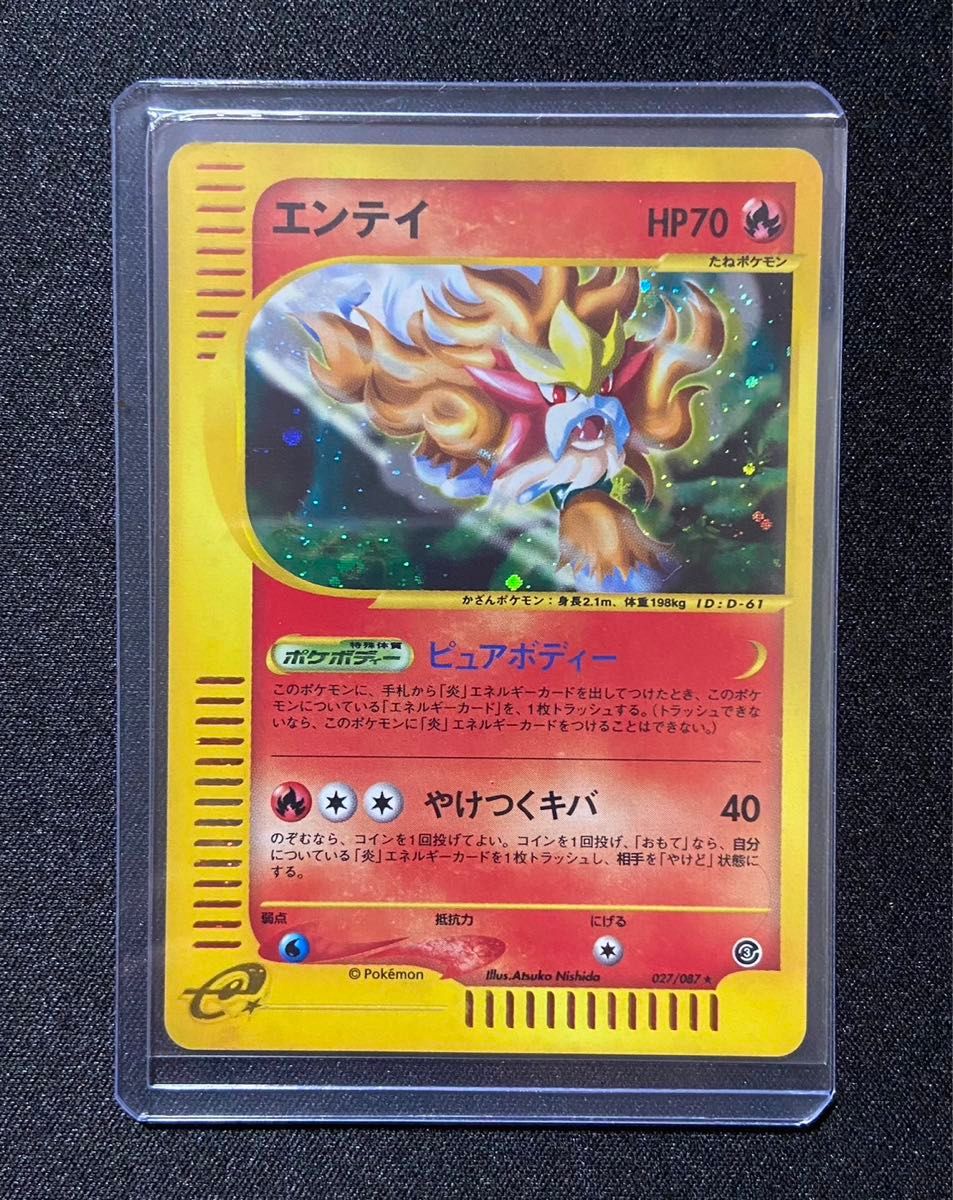 エンテイ HP70
たねポケモン
かざんポケモン：身長2.1m、体重198kg ID:D-61
特殊体質
ポケボディー ピュアボディー
このポケモンに、手札から「炎」エネルギーカードを出してつけたとき、このポケ
モンについている「エネルギーカード」を、1枚トラッシュする。（トラッシュできな
いなら、このポケモンに「炎」エネルギーカードをつけることはできない。）
やけつくキバ 40
のぞむなら、コインを1回投げてよい。コインを1回投げ、「おもて」なら、自分
についている「炎」エネルギーカードを1枚トラッシュし、相手を「やけど」状態に
する。
弱点 抵抗力 にげる
© Pokémon Illus.Atsuko Nishida 027/087★
e
3